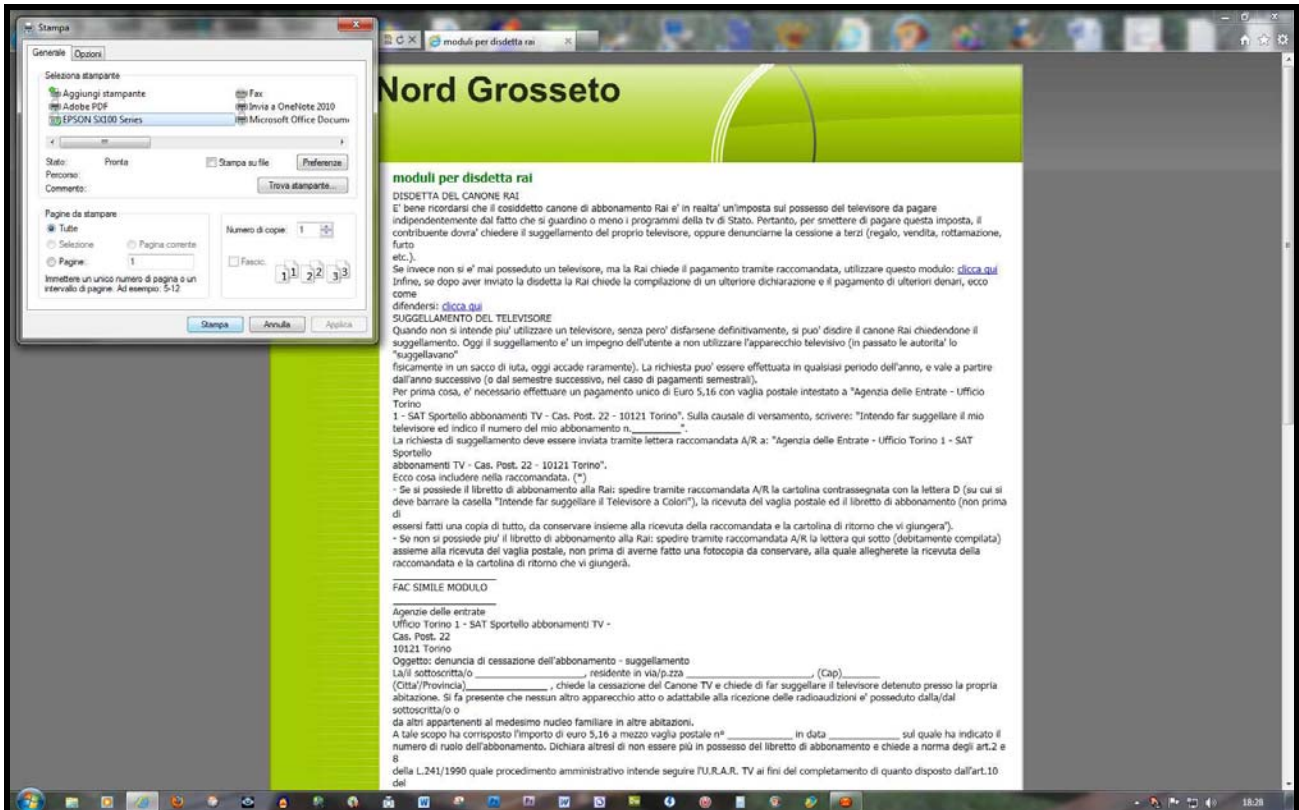 Stampa
Generale
Opzioni
Seleziona stampante
Aggiungi stampante
Adobe PDF
EPSON SX100 Series
Fax
Invia a OneNote 2010
Microsoft Office Docum
Stato: Pronta
Percorso:
Commento:
Stampa su file
Preferenze
Trova stampante...
Pagine da stampare
Tutte
Selezione
Pagina corrente
Pagine: 1
Immettere un unico numero di pagina o un
intervallo di pagine. Ad esempio: 5-12
Numero di copie: 1
Fascic.
11 22 33
Stampa
Annulla
Applica
moduli per disdetta rai
Nord Grosseto
moduli per disdetta rai
DISDETTA DEL CANONE RAI
E' bene ricordarsi che il cosiddetto canone di abbonamento Rai e' in realta' un'imposta sul possesso del televisore da pagare
indipendentemente dal fatto che si guardino o meno i programmi della tv di Stato. Pertanto, per smettere di pagare questa imposta, il
contribuente dovra' chiedere il suggellamento del proprio televisore, oppure denunciarne la cessione a terzi (regalo, vendita, rottamazione,
furto
etc.).
Se invece non si e' mai posseduto un televisore, ma la Rai chiede il pagamento tramite raccomandata, utilizzare questo modulo: clicca qui
Infine, se dopo aver inviato la disdetta la Rai chiede la compilazione di un ulteriore dichiarazione e il pagamento di ulteriori denari, ecco
come
difendersi: clicca qui
SUGGELLAMENTO DEL TELEVISORE
Quando non si intende piu' utilizzare un televisore, senza pero' disfarsene definitivamente, si puo' disdire il canone Rai chiedendone il
suggellamento. Oggi il suggellamento e' un impegno dell'utente a non utilizzare l'apparecchio televisivo (in passato le autorita' lo
"suggellavano"
fisicamente in un sacco di iuta, oggi accade raramente). La richiesta puo' essere effettuata in qualsiasi periodo dell'anno, e vale a partire
dall'anno successivo (o dal semestre successivo, nel caso di pagamenti semestrali).
Per prima cosa, e' necessario effettuare un pagamento unico di Euro 5,16 con vaglia postale intestato a "Agenzia delle Entrate - Ufficio
Torino
1 - SAT Sportello abbonamenti TV - Cas. Post. 22 - 10121 Torino". Sulla causale di versamento, scrivere: "Intendo far suggellare il mio
televisore ed indico il numero del mio abbonamento n._________".
La richiesta di suggellamento deve essere inviata tramite lettera raccomandata A/R a: "Agenzia delle Entrate - Ufficio Torino 1 - SAT
Sportello
abbonamenti TV - Cas. Post. 22 - 10121 Torino".
Ecco cosa includere nella raccomandata. (*)
- Se si possiede il libretto di abbonamento alla Rai: spedire tramite raccomandata A/R la cartolina contrassegnata con la lettera D (su cui si
deve barrare la casella "Intende far suggellare il Televisore a Colori"), la ricevuta del vaglia postale ed il libretto di abbonamento (non prima
di
essersi fatti una copia di tutto, da conservare insieme alla ricevuta della raccomandata e la cartolina di ritorno che vi giungera').
- Se non si possiede piu' il libretto di abbonamento alla Rai: spedire tramite raccomandata A/R la lettera qui sotto (debitamente compilata)
assieme alla ricevuta del vaglia postale, non prima di averne fatto una fotocopia da conservare, alla quale allegherete la ricevuta della
raccomandata e la cartolina di ritorno che vi giungerà.
FAC SIMILE MODULO
Agenzie delle entrate
Ufficio Torino 1 - SAT Sportello abbonamenti TV -
Cas. Post. 22
10121 Torino
Oggetto: denuncia di cessazione dell'abbonamento - suggellamento
La/il sottoscritta/o ____________________, residente in via/p.zza _______________________, (Cap)_______
(Citta'/Provincia)_______________ , chiede la cessazione del Canone TV e chiede di far suggellare il televisore detenuto presso la propria
abitazione. Si fa presente che nessun altro apparecchio atto o adattabile alla ricezione delle radioaudizioni e' posseduto dalla/dal
sottoscritta/o o
da altri appartenenti al medesimo nucleo familiare in altre abitazioni.
A tale scopo ha corrisposto l'importo di euro 5,16 a mezzo vaglia postale n° ____________ in data _____________ sul quale ha indicato il
numero di ruolo dell'abbonamento. Dichiara altresì di non essere più in possesso del libretto di abbonamento e chiede a norma degli art.2 e
8
della L.241/1990 quale procedimento amministrativo intende seguire l'U.R.A.R. TV ai fini del completamento di quanto disposto dall'art.10
del
18:28